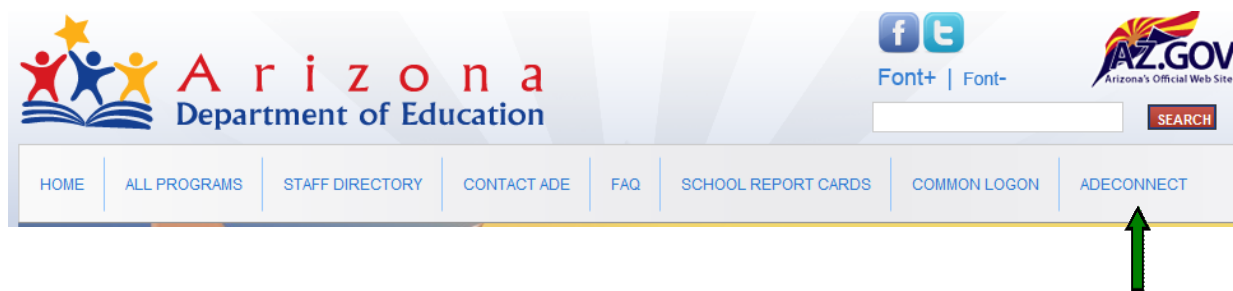 Arizona
Department of Education
f t
Font+ | Font-
AZ.GOV
Arizona's Official Web Site
SEARCH
HOME ALL PROGRAMS STAFF DIRECTORY CONTACT ADE FAQ SCHOOL REPORT CARDS COMMON LOGON ADECONNECT